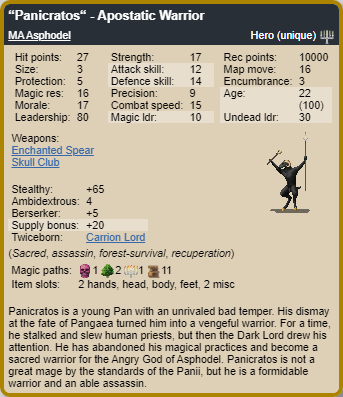 "Panicratos“ - Apostatic Warrior
MA Asphodel Hero (unique)
Hit points: 27 Strength: 17 Rec points: 10000
Size: 3 Attack skill: 12 Map move: 16
Protection: 5 Defence skill: 14 Encumbrance: 3
Magic res: 16 Precision: 9 Age: 22
Morale: 17 Combat speed: 15 (100)
Leadership: 80 Magic ldr: 10 Undead ldr: 30
Weapons:
Enchanted Spear
Skull Club
Stealthy: +65
Ambidextrous: 4
Berserker: +5
Supply bonus: +20
Twiceborn: Carrion Lord
(Sacred, assassin, forest-survival, recuperation)
Magic paths: 1 2 1 11
Item slots: 2 hands, head, body, feet, 2 misc
Panicratos is a young Pan with an unrivaled bad temper. His dismay
at the fate of Pangaea turned him into a vengeful warrior. For a time,
he stalked and slew human priests, but then the Dark Lord drew his
attention. He has abandoned his magical practices and become a
sacred warrior for the Angry God of Asphodel. Panicratos is not a
great mage by the standards of the Panii, but he is a formidable
warrior and an able assassin.